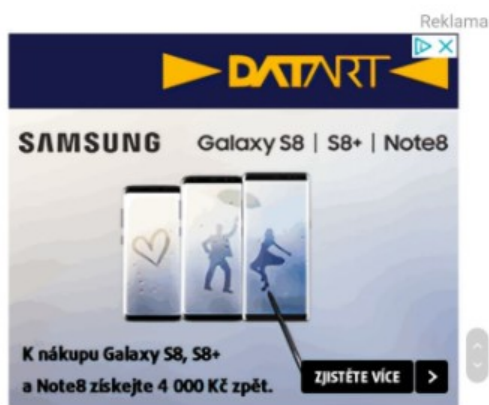 Reklama
DATART
SAMSUNG Galaxy S8 | S8+ | Note8
K nákupu Galaxy S8, S8+
a Note8 získejte 4 000 Kč zpět.
ZJISTĚTE VÍCE